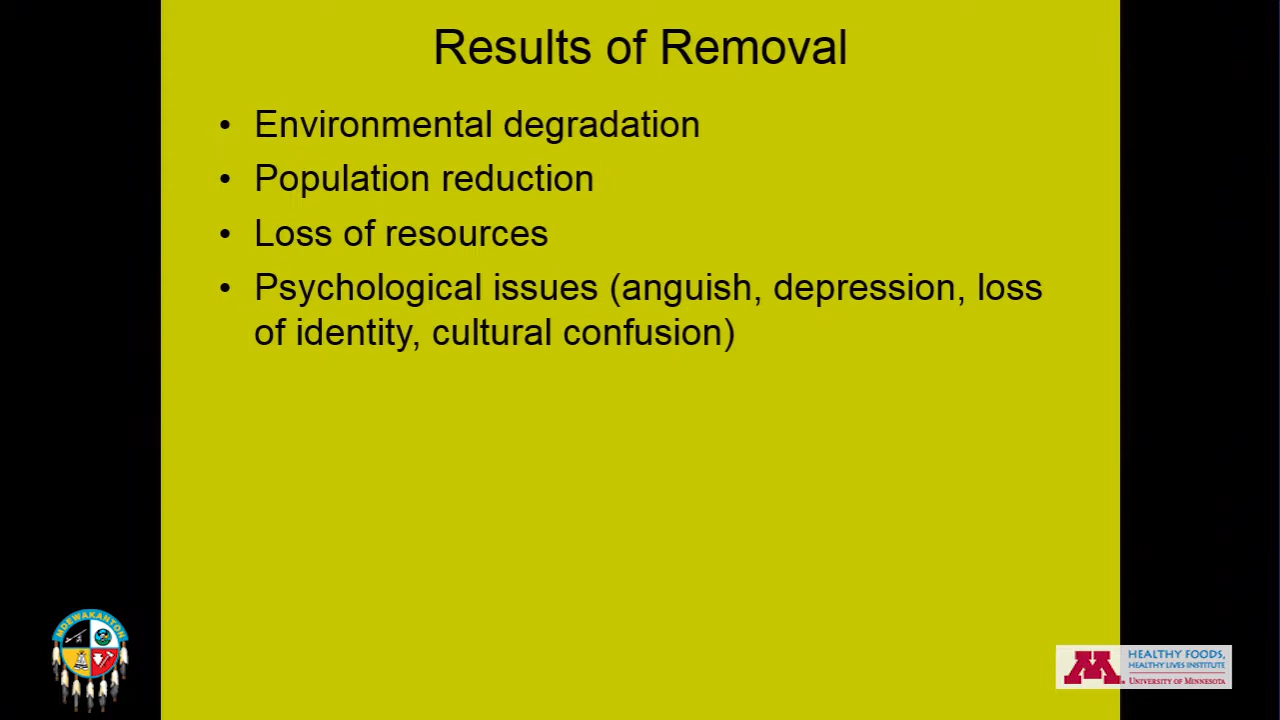 Results of Removal
• Environmental degradation
• Population reduction
• Loss of resources
• Psychological issues (anguish, depression, loss
of identity, cultural confusion)
MDEWAKANTON
M.
HEALTHY FOODS,
HEALTHY LIVES INSTITUTE
UNIVERSITY OF MINNESOTA